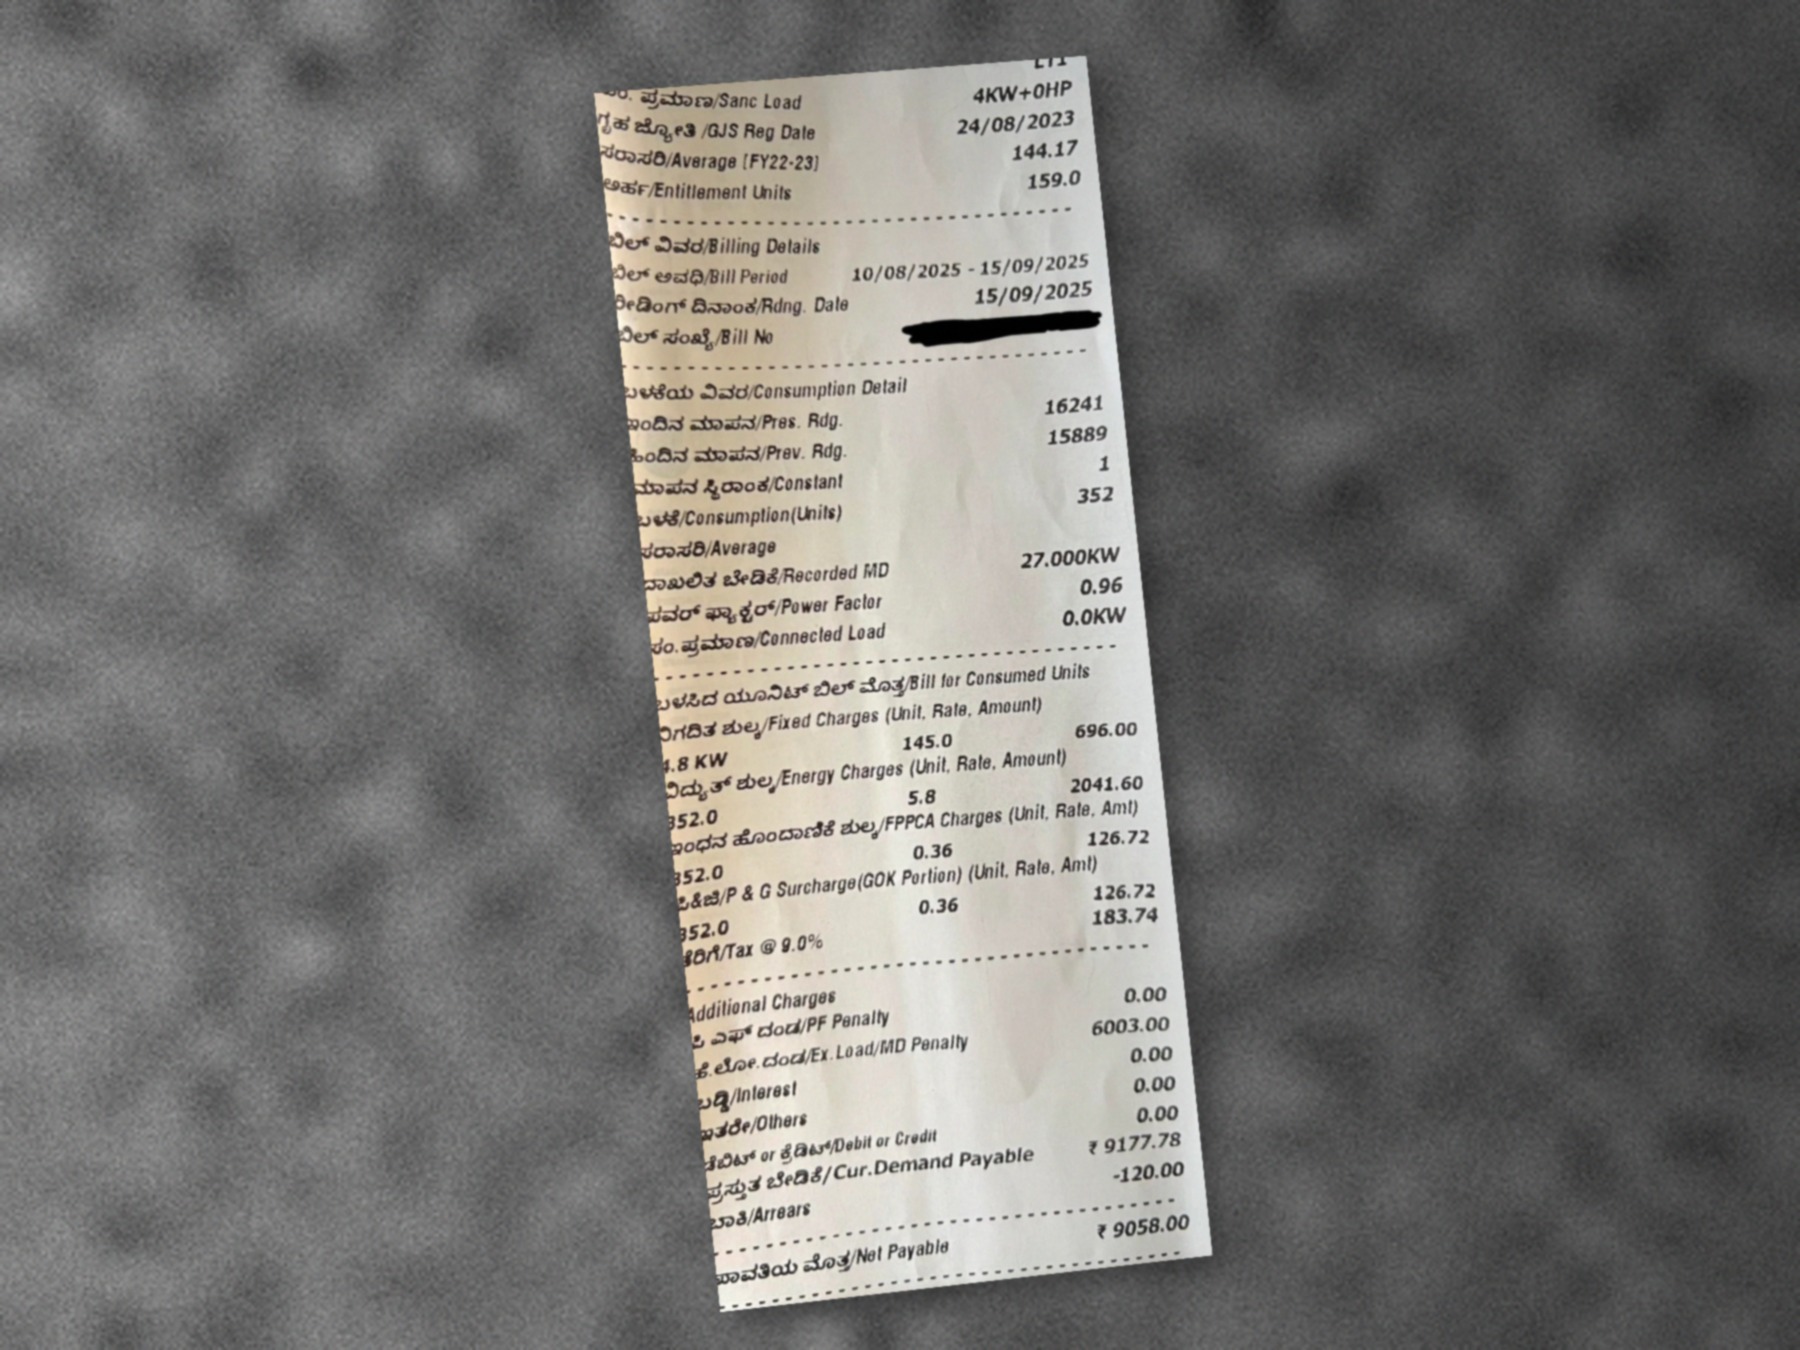 LT1
ಸಂ. ಪ್ರಮಾಣ/Sanc Load 4KW+0HP
ಗೃಹ ಜ್ಯೋತಿ /GJS Reg Date 24/08/2023
ಸರಾಸರಿ/Average [FY22-23] 144.17
ಅರ್ಹ/Entitlement Units 159.0
ಬಿಲ್ ವಿವರ/Billing Details
ಬಿಲ್ ಅವಧಿ/Bill Period 10/08/2025 - 15/09/2025
ರೀಡಿಂಗ್ ದಿನಾಂಕ/Rdng. Date 15/09/2025
ಬಿಲ್ ಸಂಖ್ಯೆ/Bill No
ಬಳಕೆಯ ವಿವರ/Consumption Detail
ಇಂದಿನ ಮಾಪನ/Pres. Rdg. 16241
ಹಿಂದಿನ ಮಾಪನ/Prev. Rdg. 15889
ಮಾಪನ ಸ್ಥಿರಾಂಕ/Constant 1
ಬಳಕೆ/Consumption(Units) 352
ಸರಾಸರಿ/Average
ದಾಖಲಿತ ಬೇಡಿಕೆ/Recorded MD 27.000KW
ಪವರ್ ಫ್ಯಾಕ್ಟರ್/Power Factor 0.96
ಸಂ.ಪ್ರಮಾಣ/Connected Load 0.0KW
ಬಳಸಿದ ಯೂನಿಟ್ ಬಿಲ್ ಮೊತ್ತ/Bill for Consumed Units
ನಿಗದಿತ ಶುಲ್ಕ/Fixed Charges (Unit, Rate, Amount)
4.8 KW 145.0 696.00
ವಿದ್ಯುತ್ ಶುಲ್ಕ/Energy Charges (Unit, Rate, Amount)
352.0 5.8 2041.60
ಇಂಧನ ಹೊಂದಾಣಿಕೆ ಶುಲ್ಕ/FPPCA Charges (Unit, Rate, Amt)
352.0 0.36 126.72
ಪಿ&ಜಿ/P & G Surcharge(GOK Portion) (Unit, Rate, Amt)
352.0 0.36 126.72
ತೆರಿಗೆ/Tax @ 9.0% 183.74
Additional Charges
ಪಿ ಎಫ್ ದಂಡ/PF Penalty 0.00
ಹೆ.ಲೋ.ದಂಡ/Ex.Load/MD Penalty 6003.00
ಬಡ್ಡಿ/Interest 0.00
ಇತರೇ/Others 0.00
ಡೆಬಿಟ್ or ಕ್ರೆಡಿಟ್/Debit or Credit 0.00
ಪ್ರಸ್ತುತ ಬೇಡಿಕೆ/Cur.Demand Payable ₹ 9177.78
ಬಾಕಿ/Arrears -120.00
ಪಾವತಿಯ ಮೊತ್ತ/Net Payable ₹ 9058.00